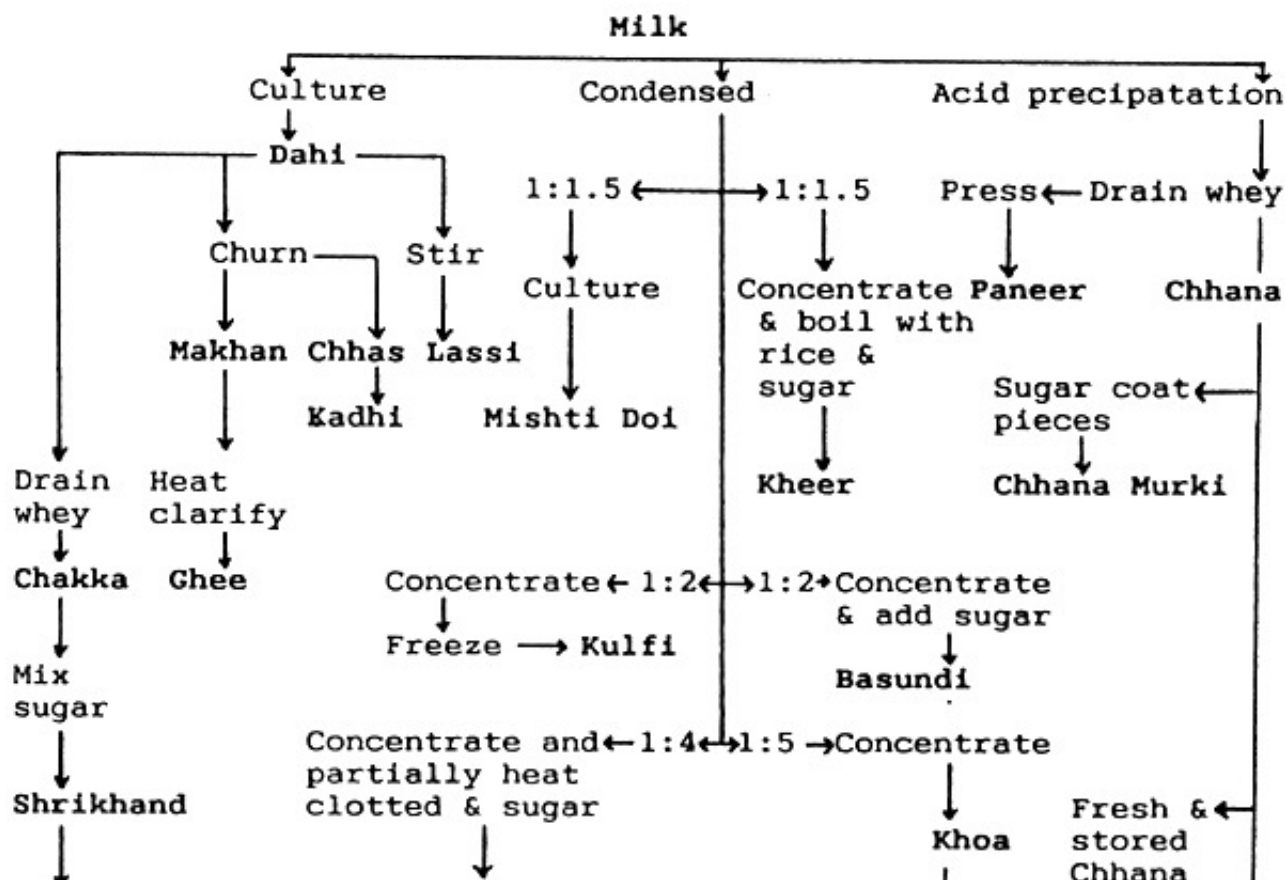 Milk
Culture Condensed Acid precipatation
Dahi
1:1.5 1:1.5 Press Drain whey
Churn Stir
Culture Concentrate Paneer Chhana
& boil with
Makhan Chhas Lassi rice &
sugar Sugar coat
Kadhi Mishti Doi pieces
Drain Heat Kheer Chhana Murki
whey clarify
Chakka Ghee Concentrate 1:2 1:2 Concentrate
& add sugar
Freeze Kulfi
Mix Basundi
sugar
Concentrate and 1:4 1:5 Concentrate
partially heat
Shrikhand clotted & sugar Fresh &
Khoa stored
Chhana